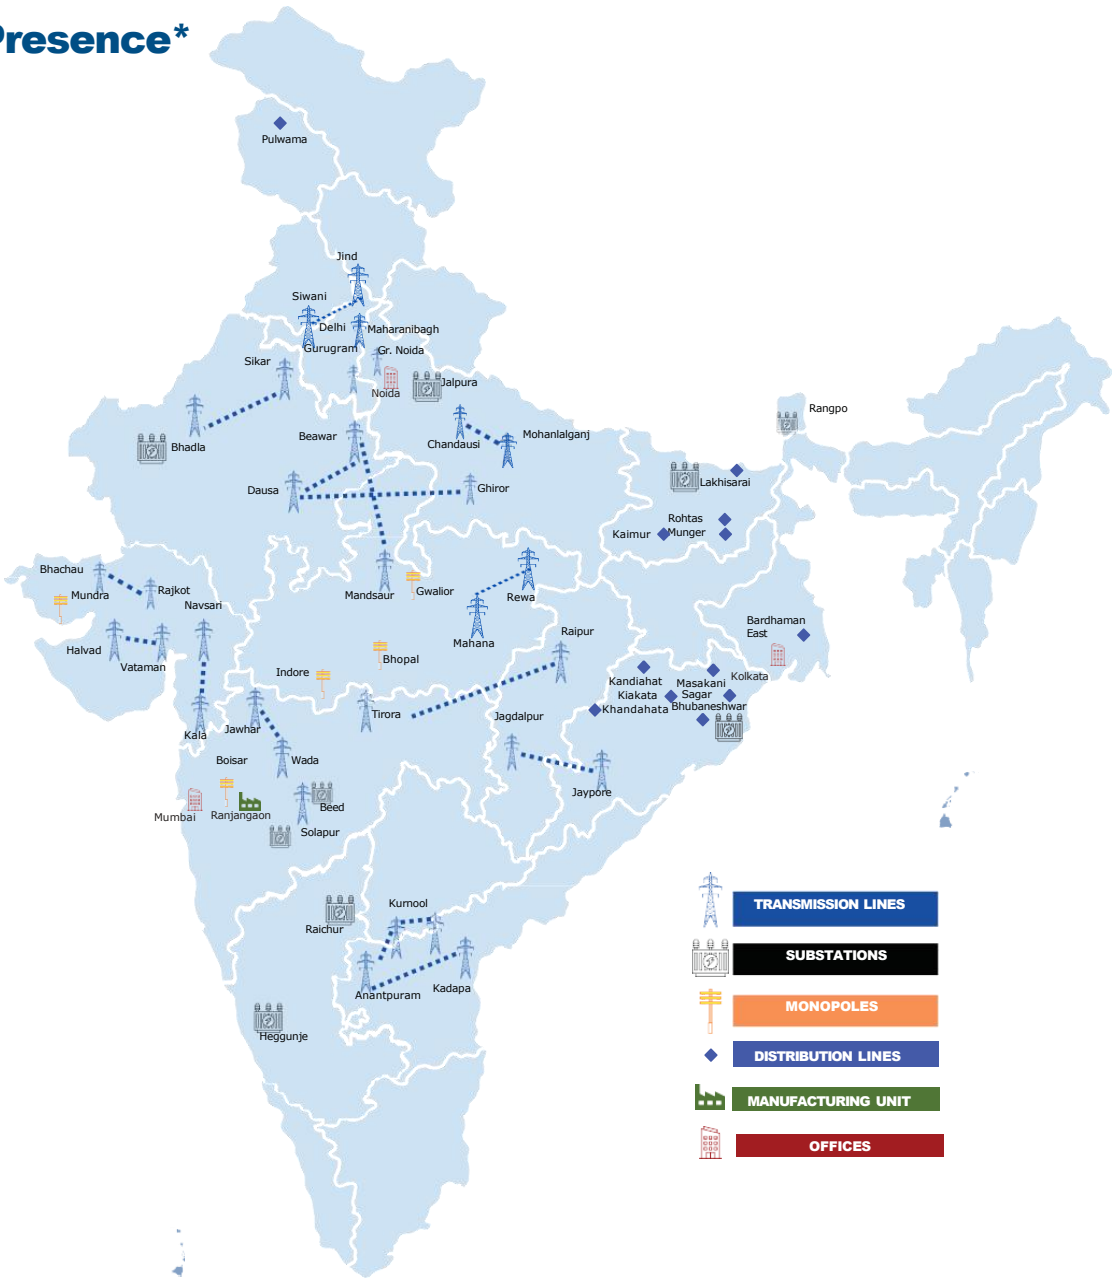 Presence*
Pulwama
Jind
Siwani
Delhi
Maharanibagh
Gurugram
Gr. Noida
Sikar
Noida
Jalpura
Rangpo
Beawar
Chandausi
Mohanlalganj
Bhadla
Dausa
Ghiror
Lakhisarai
Rohtas
Kaimur
Munger
Bhachau
Mundra
Rajkot
Navsari
Mandsaur
Gwalior
Rewa
Halvad
Vataman
Mahana
Raipur
Bardhaman
East
Indore
Bhopal
Kandiahat
Masakani
Kolkata
Kiakata
Sagar
Khandahata
Bhubaneshwar
Kala
Jawhar
Tirora
Jagdalpur
Boisar
Wada
Jaypore
Mumbai
Ranjangaon
Beed
Solapur
Kurnool
Raichur
Anantpuram
Kadapa
Heggunje
TRANSMISSION LINES
SUBSTATIONS
MONOPOLES
DISTRIBUTION LINES
MANUFACTURING UNIT
OFFICES